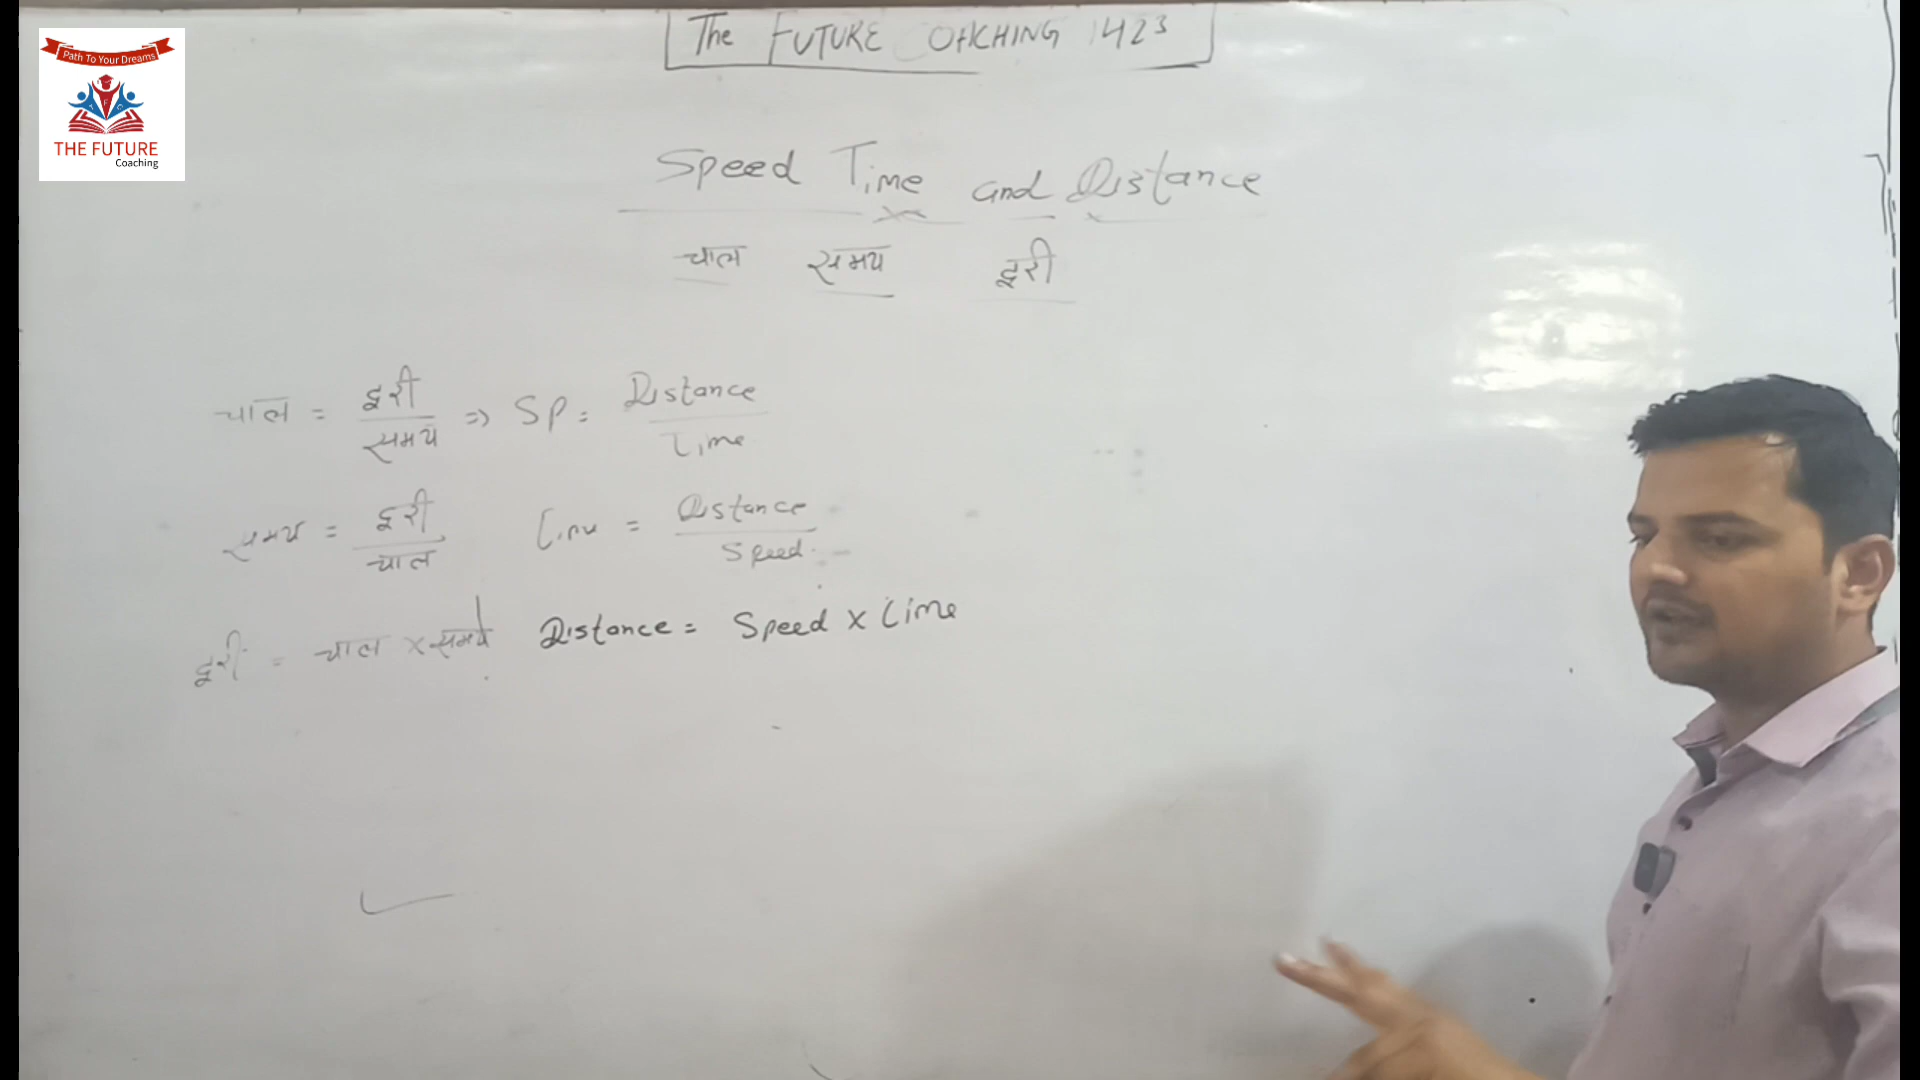 Path To Your Dreams
THE FUTURE
Coaching
The FUTURE COACHING 1423
Speed Time and Distance
चाल समय दूरी
चाल = दूरी / समय => SP = Distance / Time
समय = दूरी / चाल Time = Distance / Speed
दूरी = चाल × समय Distance = Speed × Time